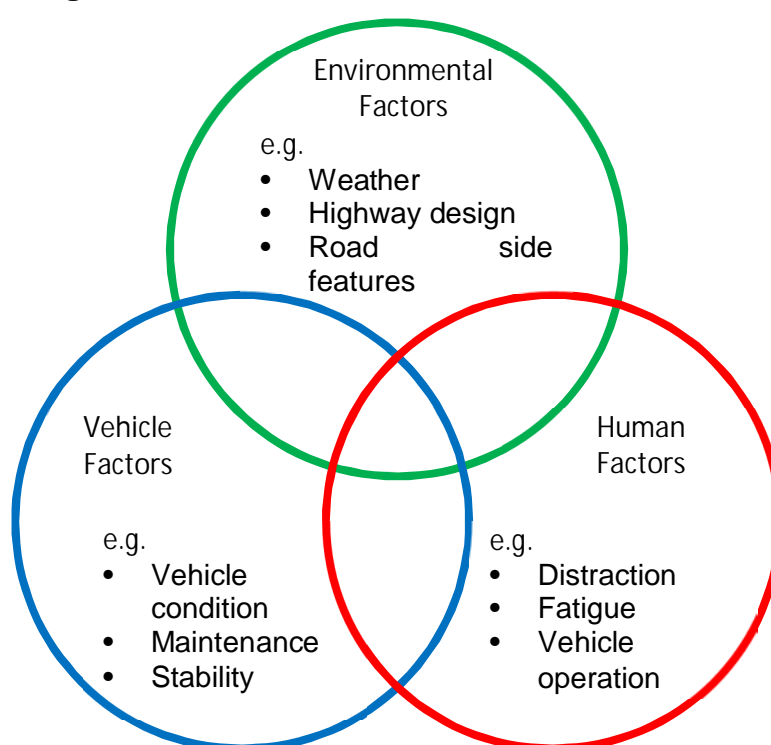 Environmental
Factors
e.g.
• Weather
• Highway design
• Road side
features
Vehicle
Factors
e.g.
• Vehicle
condition
• Maintenance
• Stability
Human
Factors
e.g.
• Distraction
• Fatigue
• Vehicle
operation